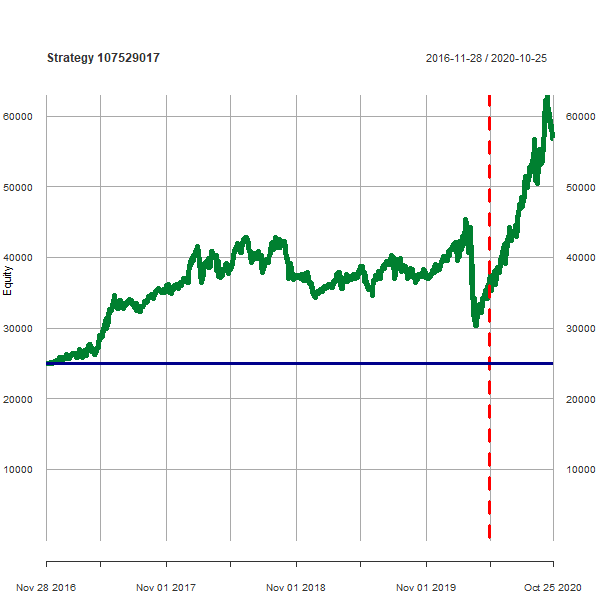 Strategy 107529017
2016-11-28 / 2020-10-25
60000
60000
50000
50000
40000
40000
Equity
30000
30000
20000
20000
10000
10000
Nov 28 2016
Nov 01 2017
Nov 01 2018
Nov 01 2019
Oct 25 2020